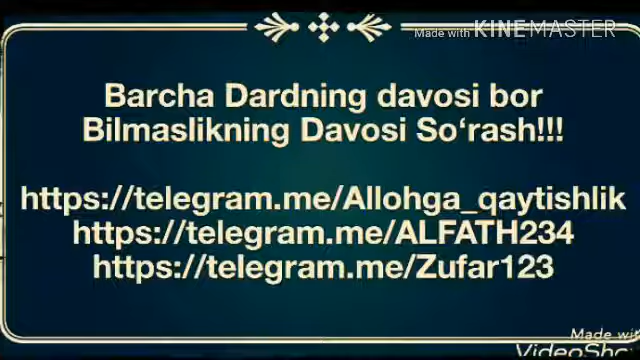 Made with KINEMASTER
Barcha Dardning davosi bor
Bilmaslikning Davosi So‘rash!!!
https://telegram.me/Allohga_qaytishlik
https://telegram.me/ALFATH234
https://telegram.me/Zufar123
Made with
VideoSho